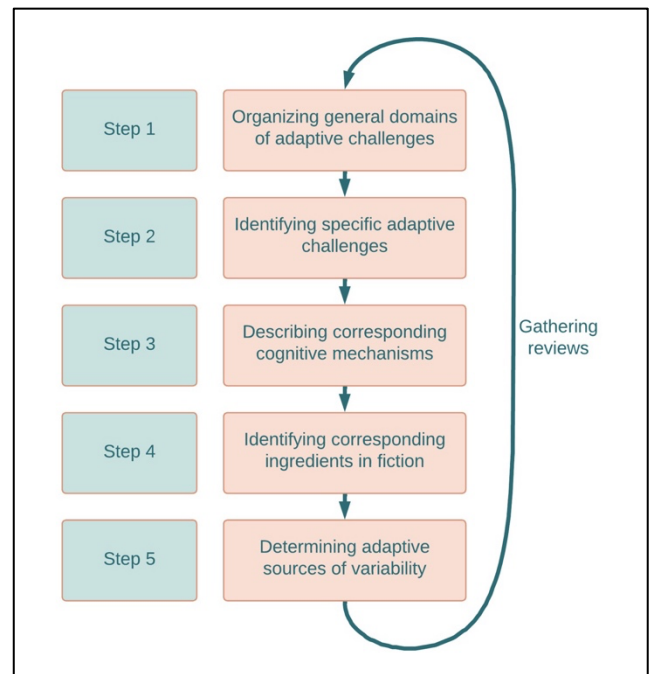 Step 1
Organizing general domains
of adaptive challenges
Step 2
Identifying specific adaptive
challenges
Step 3
Describing corresponding
cognitive mechanisms
Step 4
Identifying corresponding
ingredients in fiction
Step 5
Determining adaptive
sources of variability
Gathering
reviews